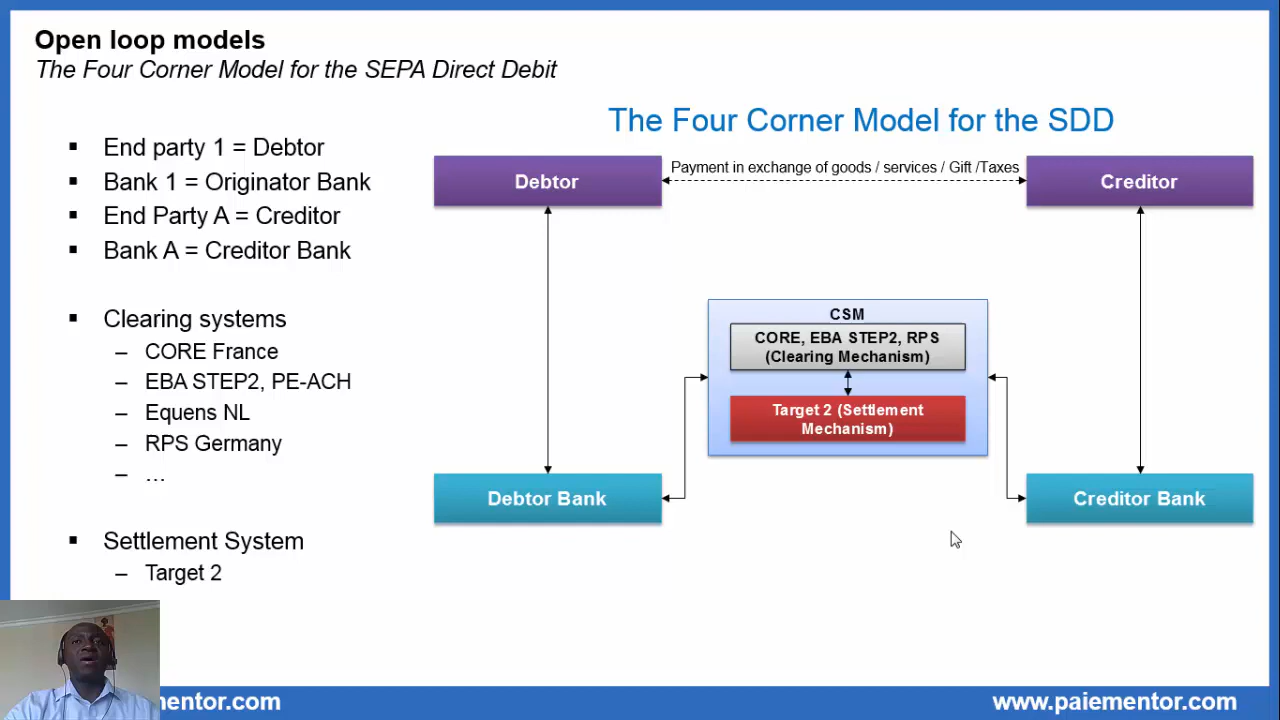 Open loop models
The Four Corner Model for the SEPA Direct Debit
▪ End party 1 = Debtor
▪ Bank 1 = Originator Bank
▪ End Party A = Creditor
▪ Bank A = Creditor Bank
▪ Clearing systems
– CORE France
– EBA STEP2, PE-ACH
– Equens NL
– RPS Germany
– …
▪ Settlement System
– Target 2
The Four Corner Model for the SDD
Debtor
Payment in exchange of goods / services / Gift /Taxes
Creditor
CSM
CORE, EBA STEP2, RPS
(Clearing Mechanism)
Target 2 (Settlement
Mechanism)
Debtor Bank
Creditor Bank
mentor.com
www.paiementor.com